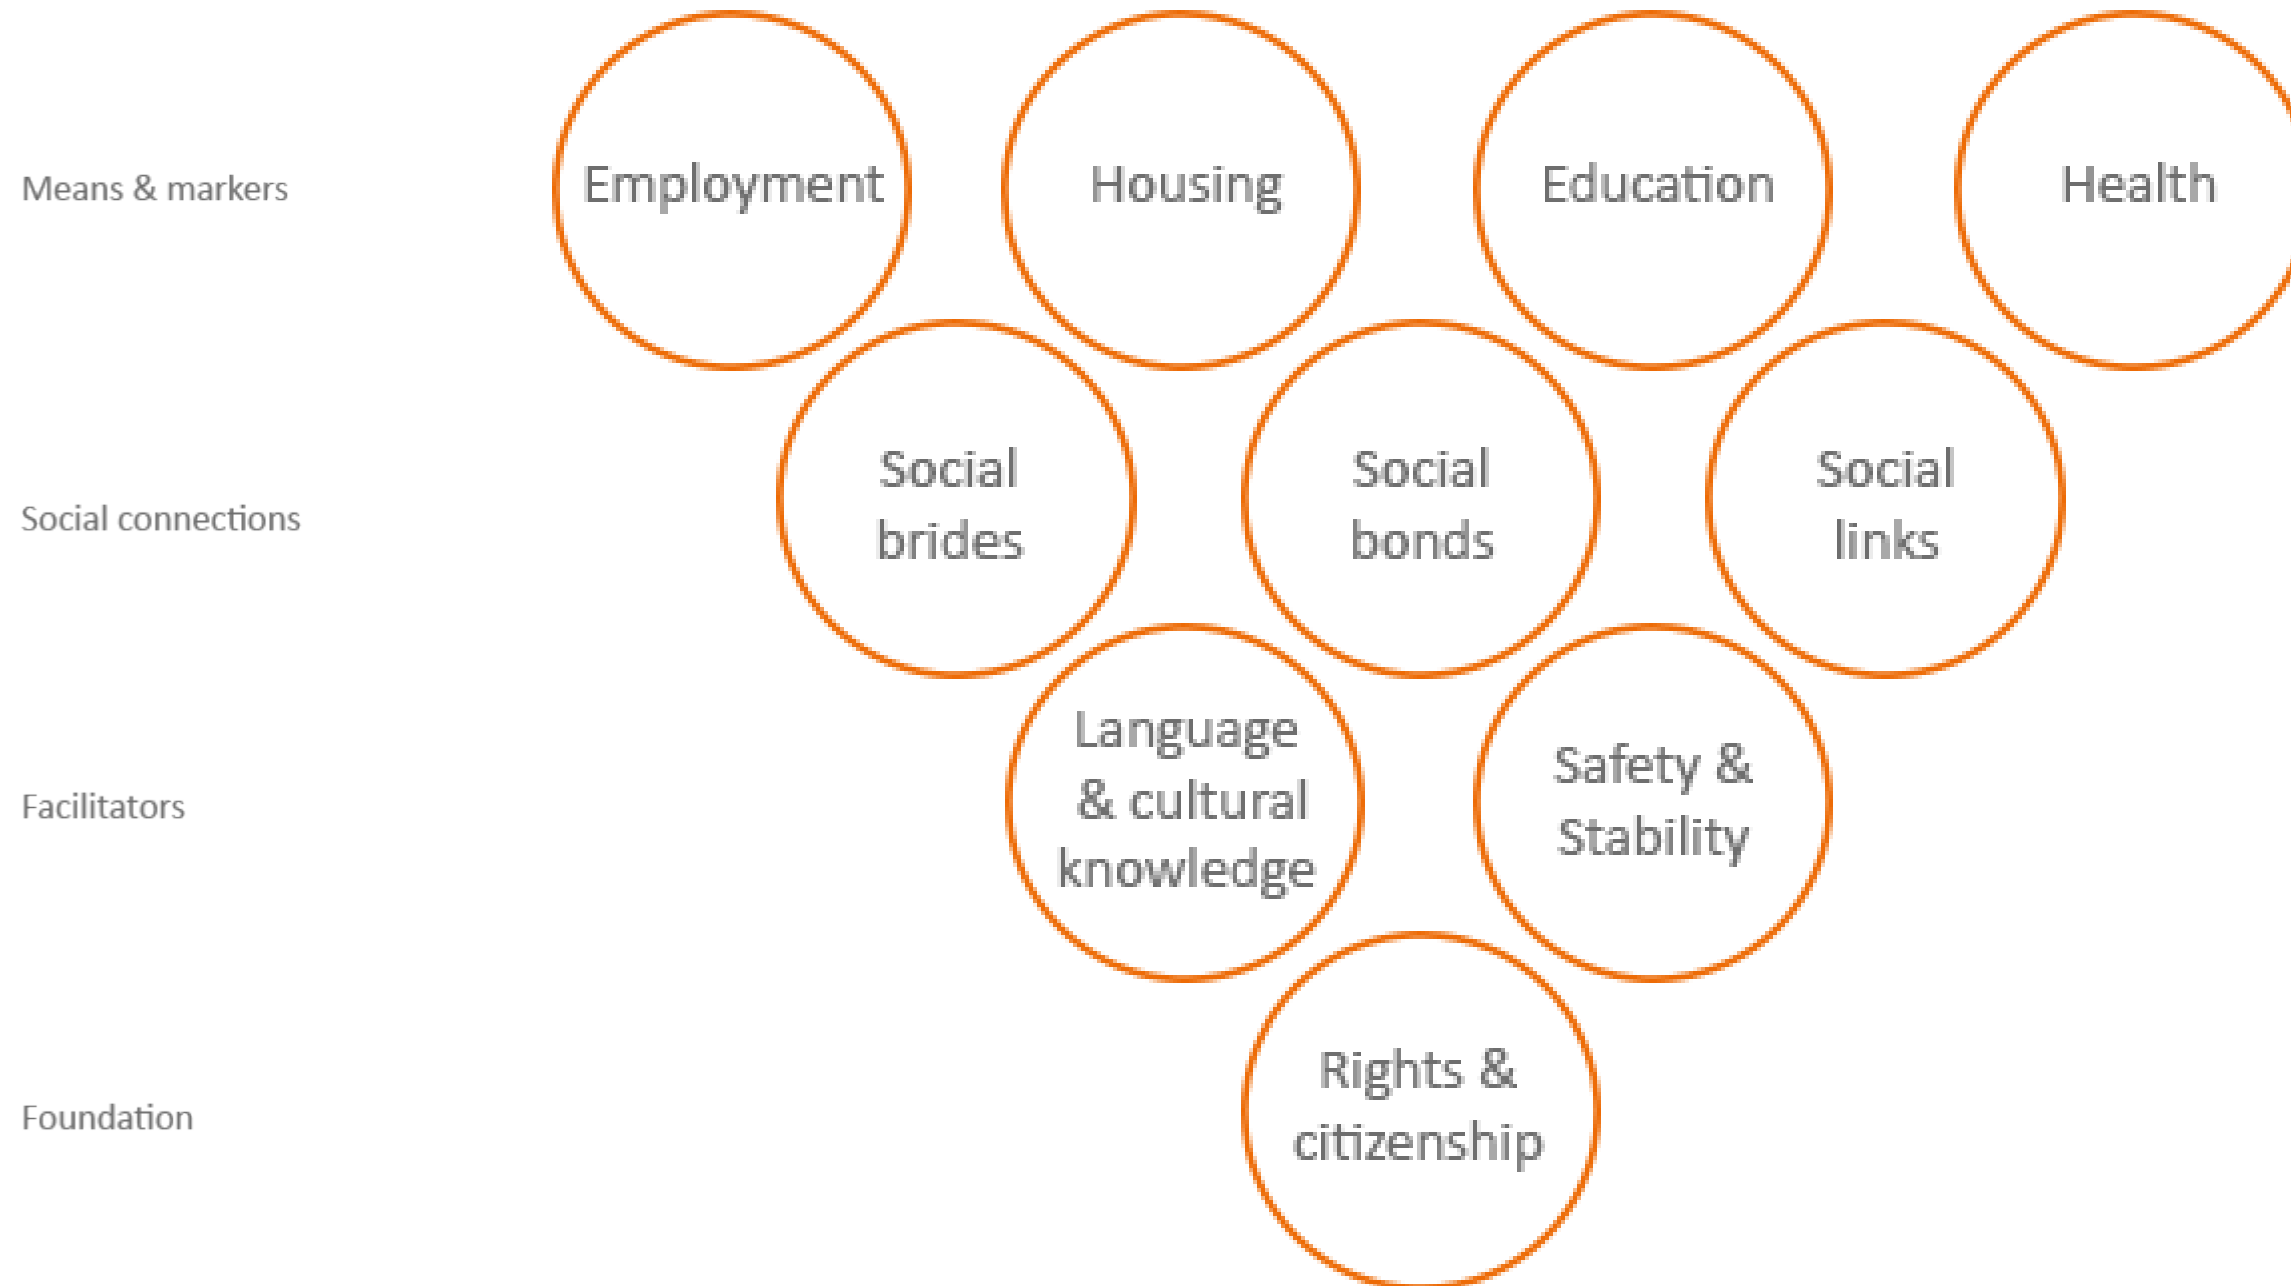 Means & markers
Employment
Housing
Education
Health
Social connections
Social
brides
Social
bonds
Social
links
Facilitators
Language
& cultural
knowledge
Safety &
Stability
Foundation
Rights &
citizenship